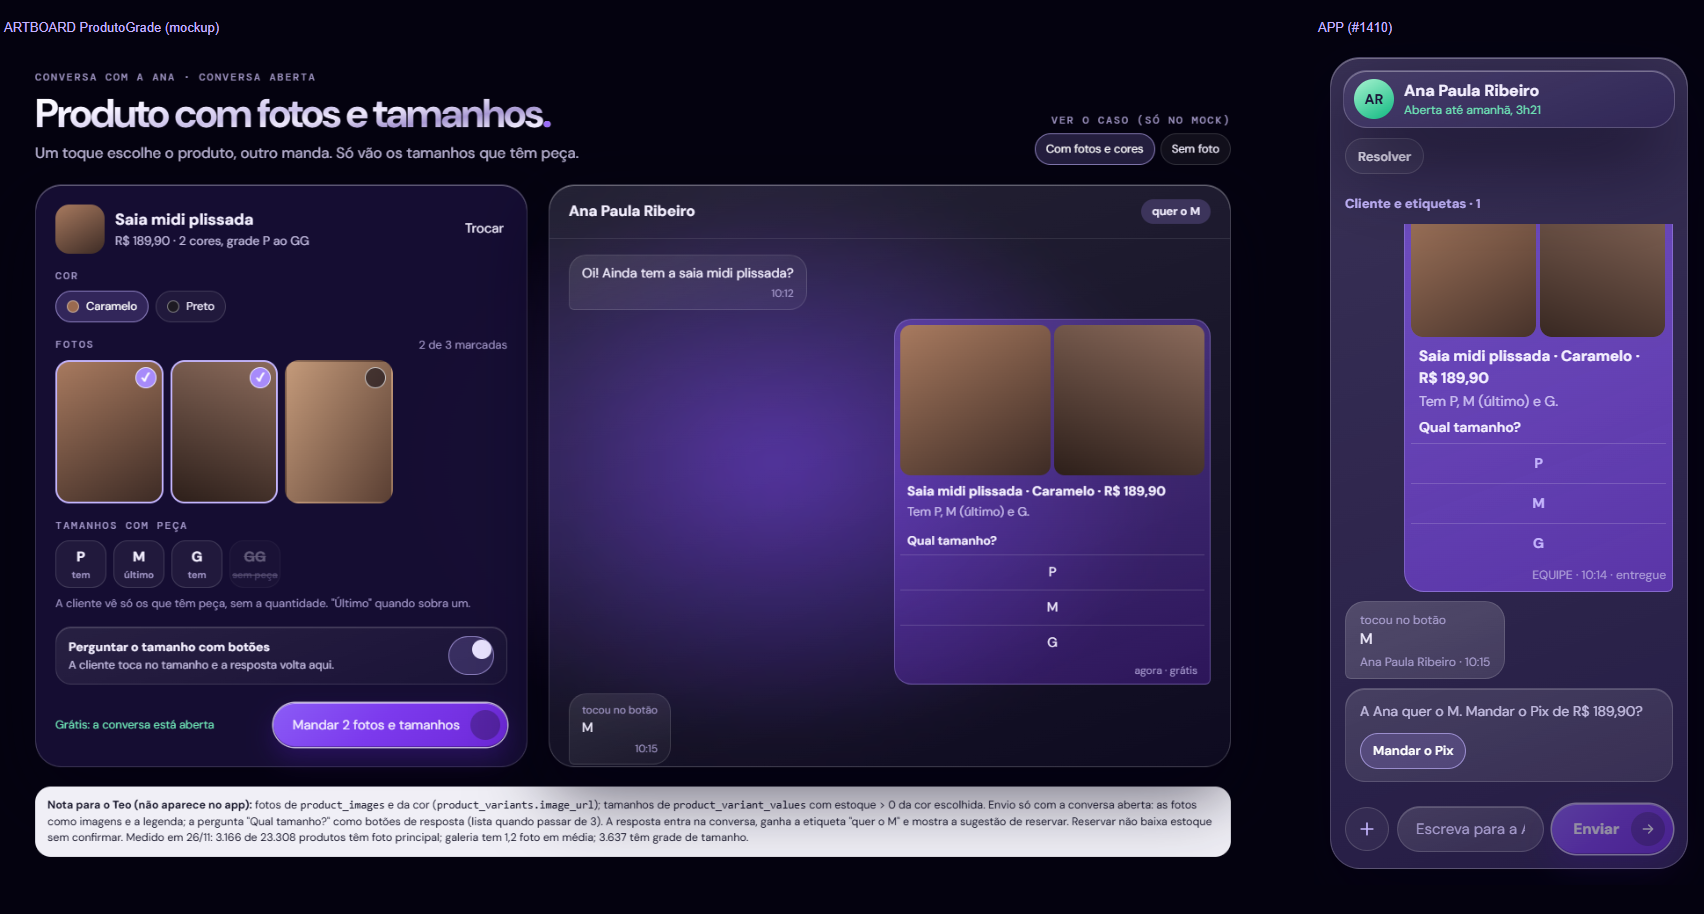 ARTBOARD ProdutoGrade (mockup)
APP (#1410)
CONVERSA COM A ANA · CONVERSA ABERTA
Produto com fotos e tamanhos.
Um toque escolhe o produto, outro manda. Só vão os tamanhos que têm peça.
VER O CASO (SÓ NO MOCK)
Com fotos e cores
Sem foto
Saia midi plissada
R$ 189,90 · 2 cores, grade P ao GG
Trocar
COR
Caramelo
Preto
FOTOS
2 de 3 marcadas
TAMANHOS COM PEÇA
P
tem
M
último
G
tem
GG
sem peça
A cliente vê só os que têm peça, sem a quantidade. "Último" quando sobra um.
Perguntar o tamanho com botões
A cliente toca no tamanho e a resposta volta aqui.
Grátis: a conversa está aberta
Mandar 2 fotos e tamanhos
Ana Paula Ribeiro
quer o M
Oi! Ainda tem a saia midi plissada?
10:12
Saia midi plissada · Caramelo · R$ 189,90
Tem P, M (último) e G.
Qual tamanho?
P
M
G
agora · grátis
tocou no botão
M
10:15
Nota para o Teo (não aparece no app): fotos de product_images e da cor (product_variants.image_url); tamanhos de product_variant_values com estoque > 0 da cor escolhida. Envio só com a conversa aberta: as fotos
como imagens e a legenda; a pergunta "Qual tamanho?" como botões de resposta (lista quando passar de 3). A resposta entra na conversa, ganha a etiqueta "quer o M" e mostra a sugestão de reservar. Reservar não baixa estoque
sem confirmar. Medido em 26/11: 3.166 de 23.308 produtos têm foto principal; galeria tem 1,2 foto em média; 3.637 têm grade de tamanho.
AR
Ana Paula Ribeiro
Aberta até amanhã, 3h21
Resolver
Cliente e etiquetas · 1
Saia midi plissada · Caramelo ·
R$ 189,90
Tem P, M (último) e G.
Qual tamanho?
P
M
G
EQUIPE · 10:14 · entregue
tocou no botão
M
Ana Paula Ribeiro · 10:15
A Ana quer o M. Mandar o Pix de R$ 189,90?
Mandar o Pix
+
Escreva para a
Enviar →